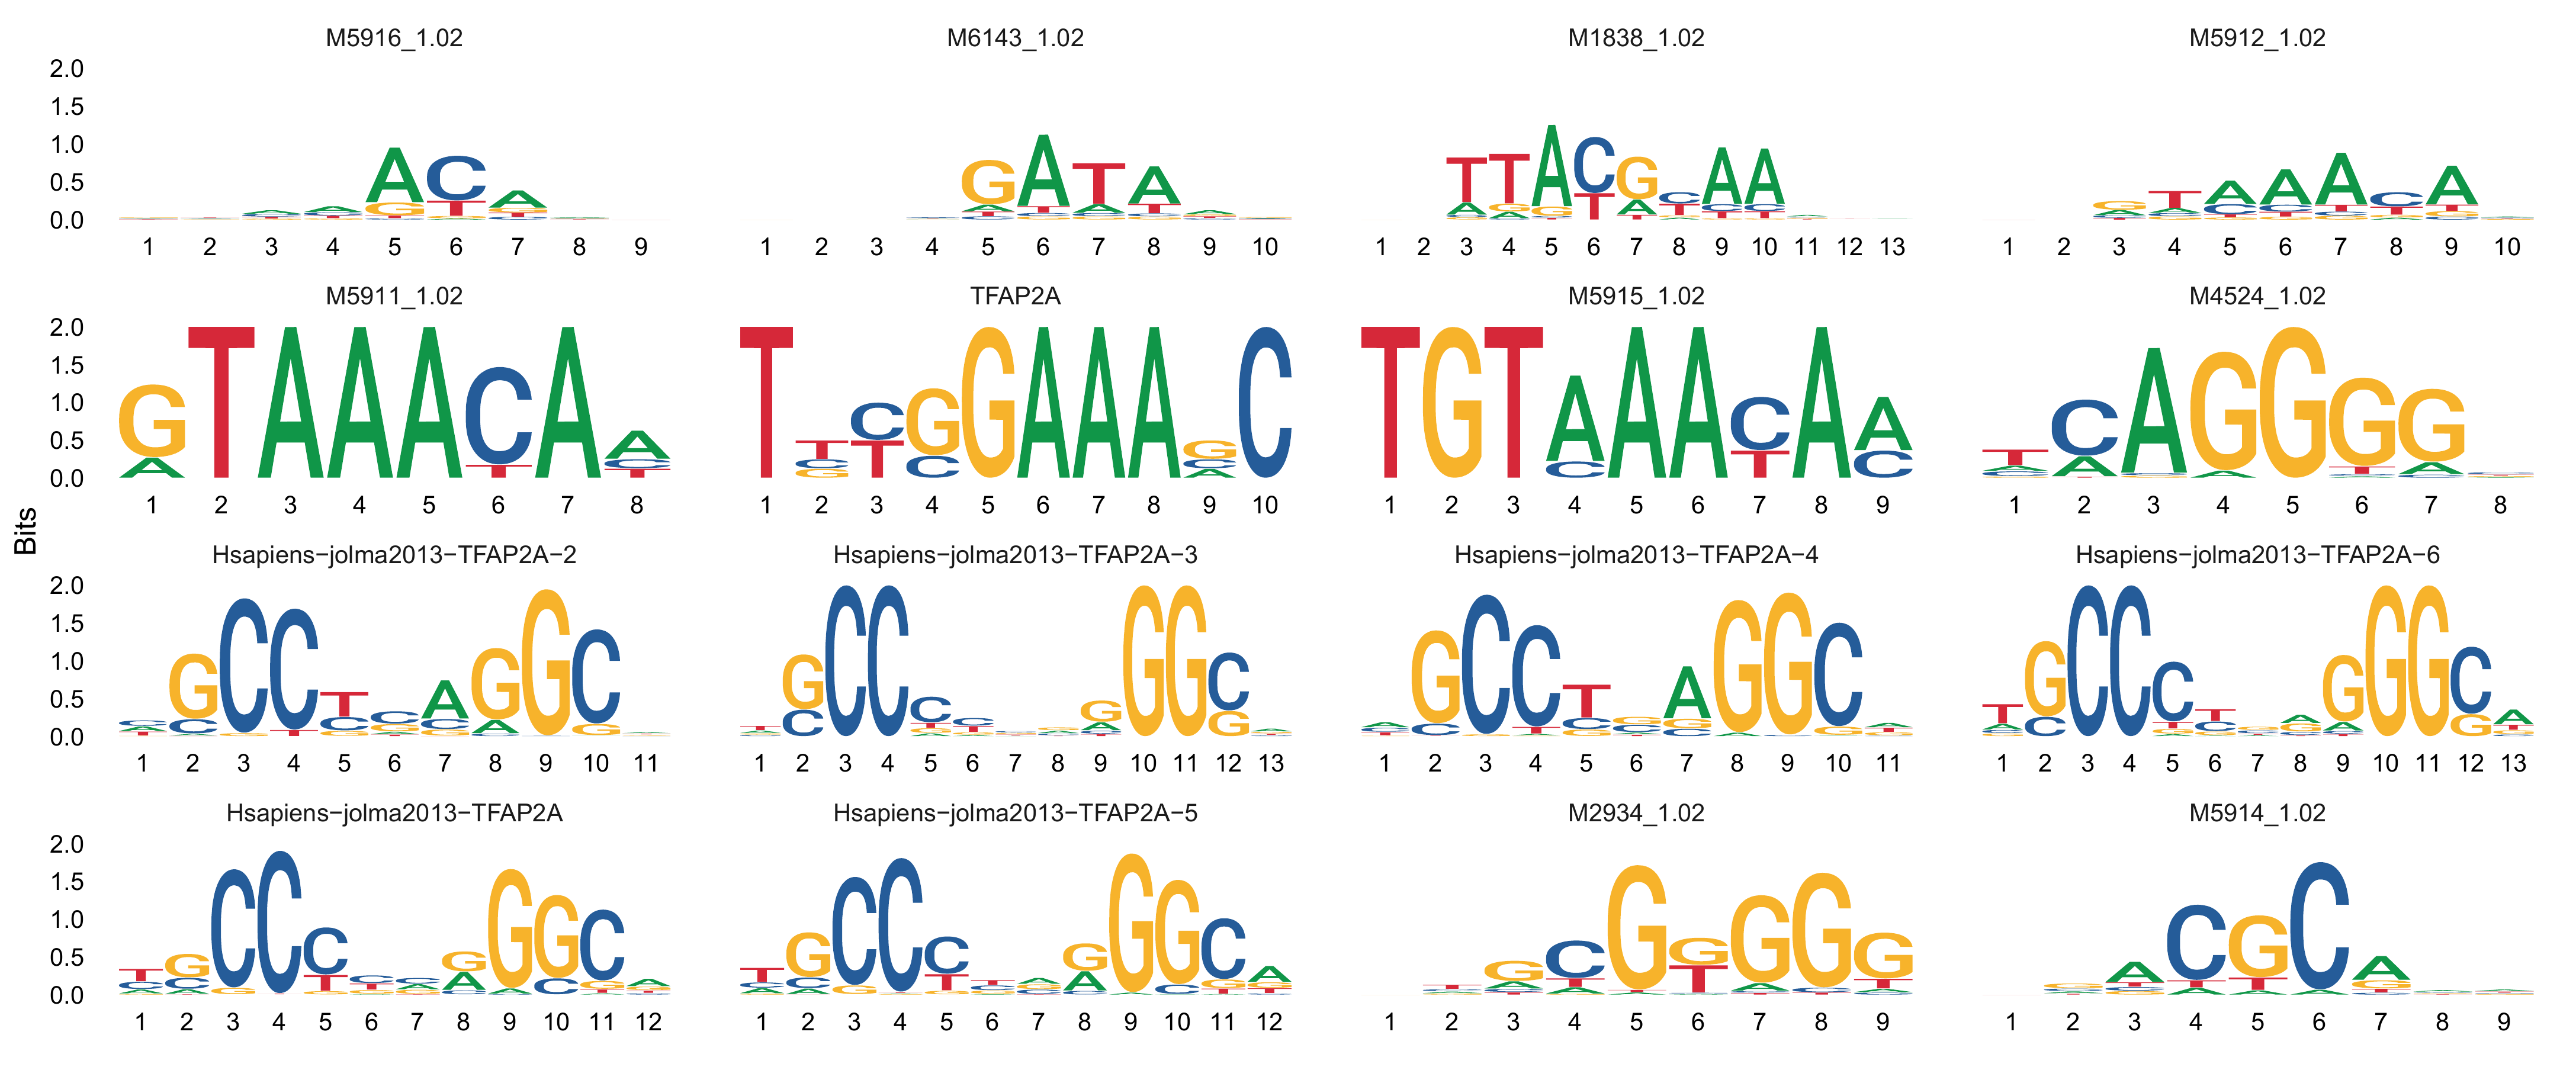 M5916_1.02 M6143_1.02 M1838_1.02 M5912_1.02
2.0
1.5
1.0
0.5
0.0
1 2 3 4 5 6 7 8 9
1 2 3 4 5 6 7 8 9 10
1 2 3 4 5 6 7 8 9 10 11 12 13
1 2 3 4 5 6 7 8 9 10
M5911_1.02 TFAP2A M5915_1.02 M4524_1.02
2.0
1.5
1.0
0.5
0.0
1 2 3 4 5 6 7 8
1 2 3 4 5 6 7 8 9 10
1 2 3 4 5 6 7 8 9
1 2 3 4 5 6 7 8
Bits
Hsapiens−jolma2013−TFAP2A−2 Hsapiens−jolma2013−TFAP2A−3 Hsapiens−jolma2013−TFAP2A−4 Hsapiens−jolma2013−TFAP2A−6
2.0
1.5
1.0
0.5
0.0
1 2 3 4 5 6 7 8 9 10 11
1 2 3 4 5 6 7 8 9 10 11 12 13
1 2 3 4 5 6 7 8 9 10 11
1 2 3 4 5 6 7 8 9 10 11 12 13
Hsapiens−jolma2013−TFAP2A Hsapiens−jolma2013−TFAP2A−5 M2934_1.02 M5914_1.02
2.0
1.5
1.0
0.5
0.0
1 2 3 4 5 6 7 8 9 10 11 12
1 2 3 4 5 6 7 8 9 10 11 12
1 2 3 4 5 6 7 8 9
1 2 3 4 5 6 7 8 9